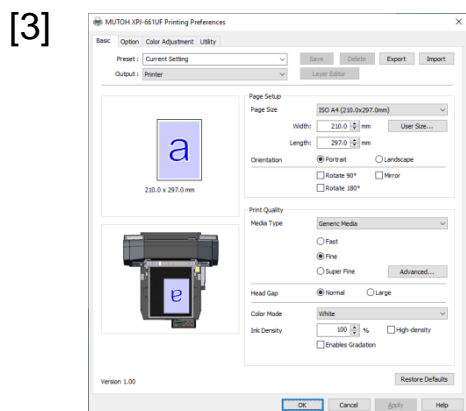 [3]
MUTOH XPJ-661UF Printing Preferences
Basic Option Color Adjustment Utility
Preset : Current Setting Save Delete Export Import
Output : Printer Layer Editor
Page Setup
Page Size ISO A4 (210.0x297.0mm)
Width: 210.0 mm User Size...
Length: 297.0 mm
Orientation Portrait Landscape
Rotate 90° Mirror
Rotate 180°
a
210.0 x 297.0 mm
Print Quality
Media Type Generic Media
Fast
Fine
Super Fine Advanced...
Head Gap Normal Large
Color Mode White
Ink Density 100 % High-density
Enables Gradation
a
Version 1.00 Restore Defaults
OK Cancel Apply Help